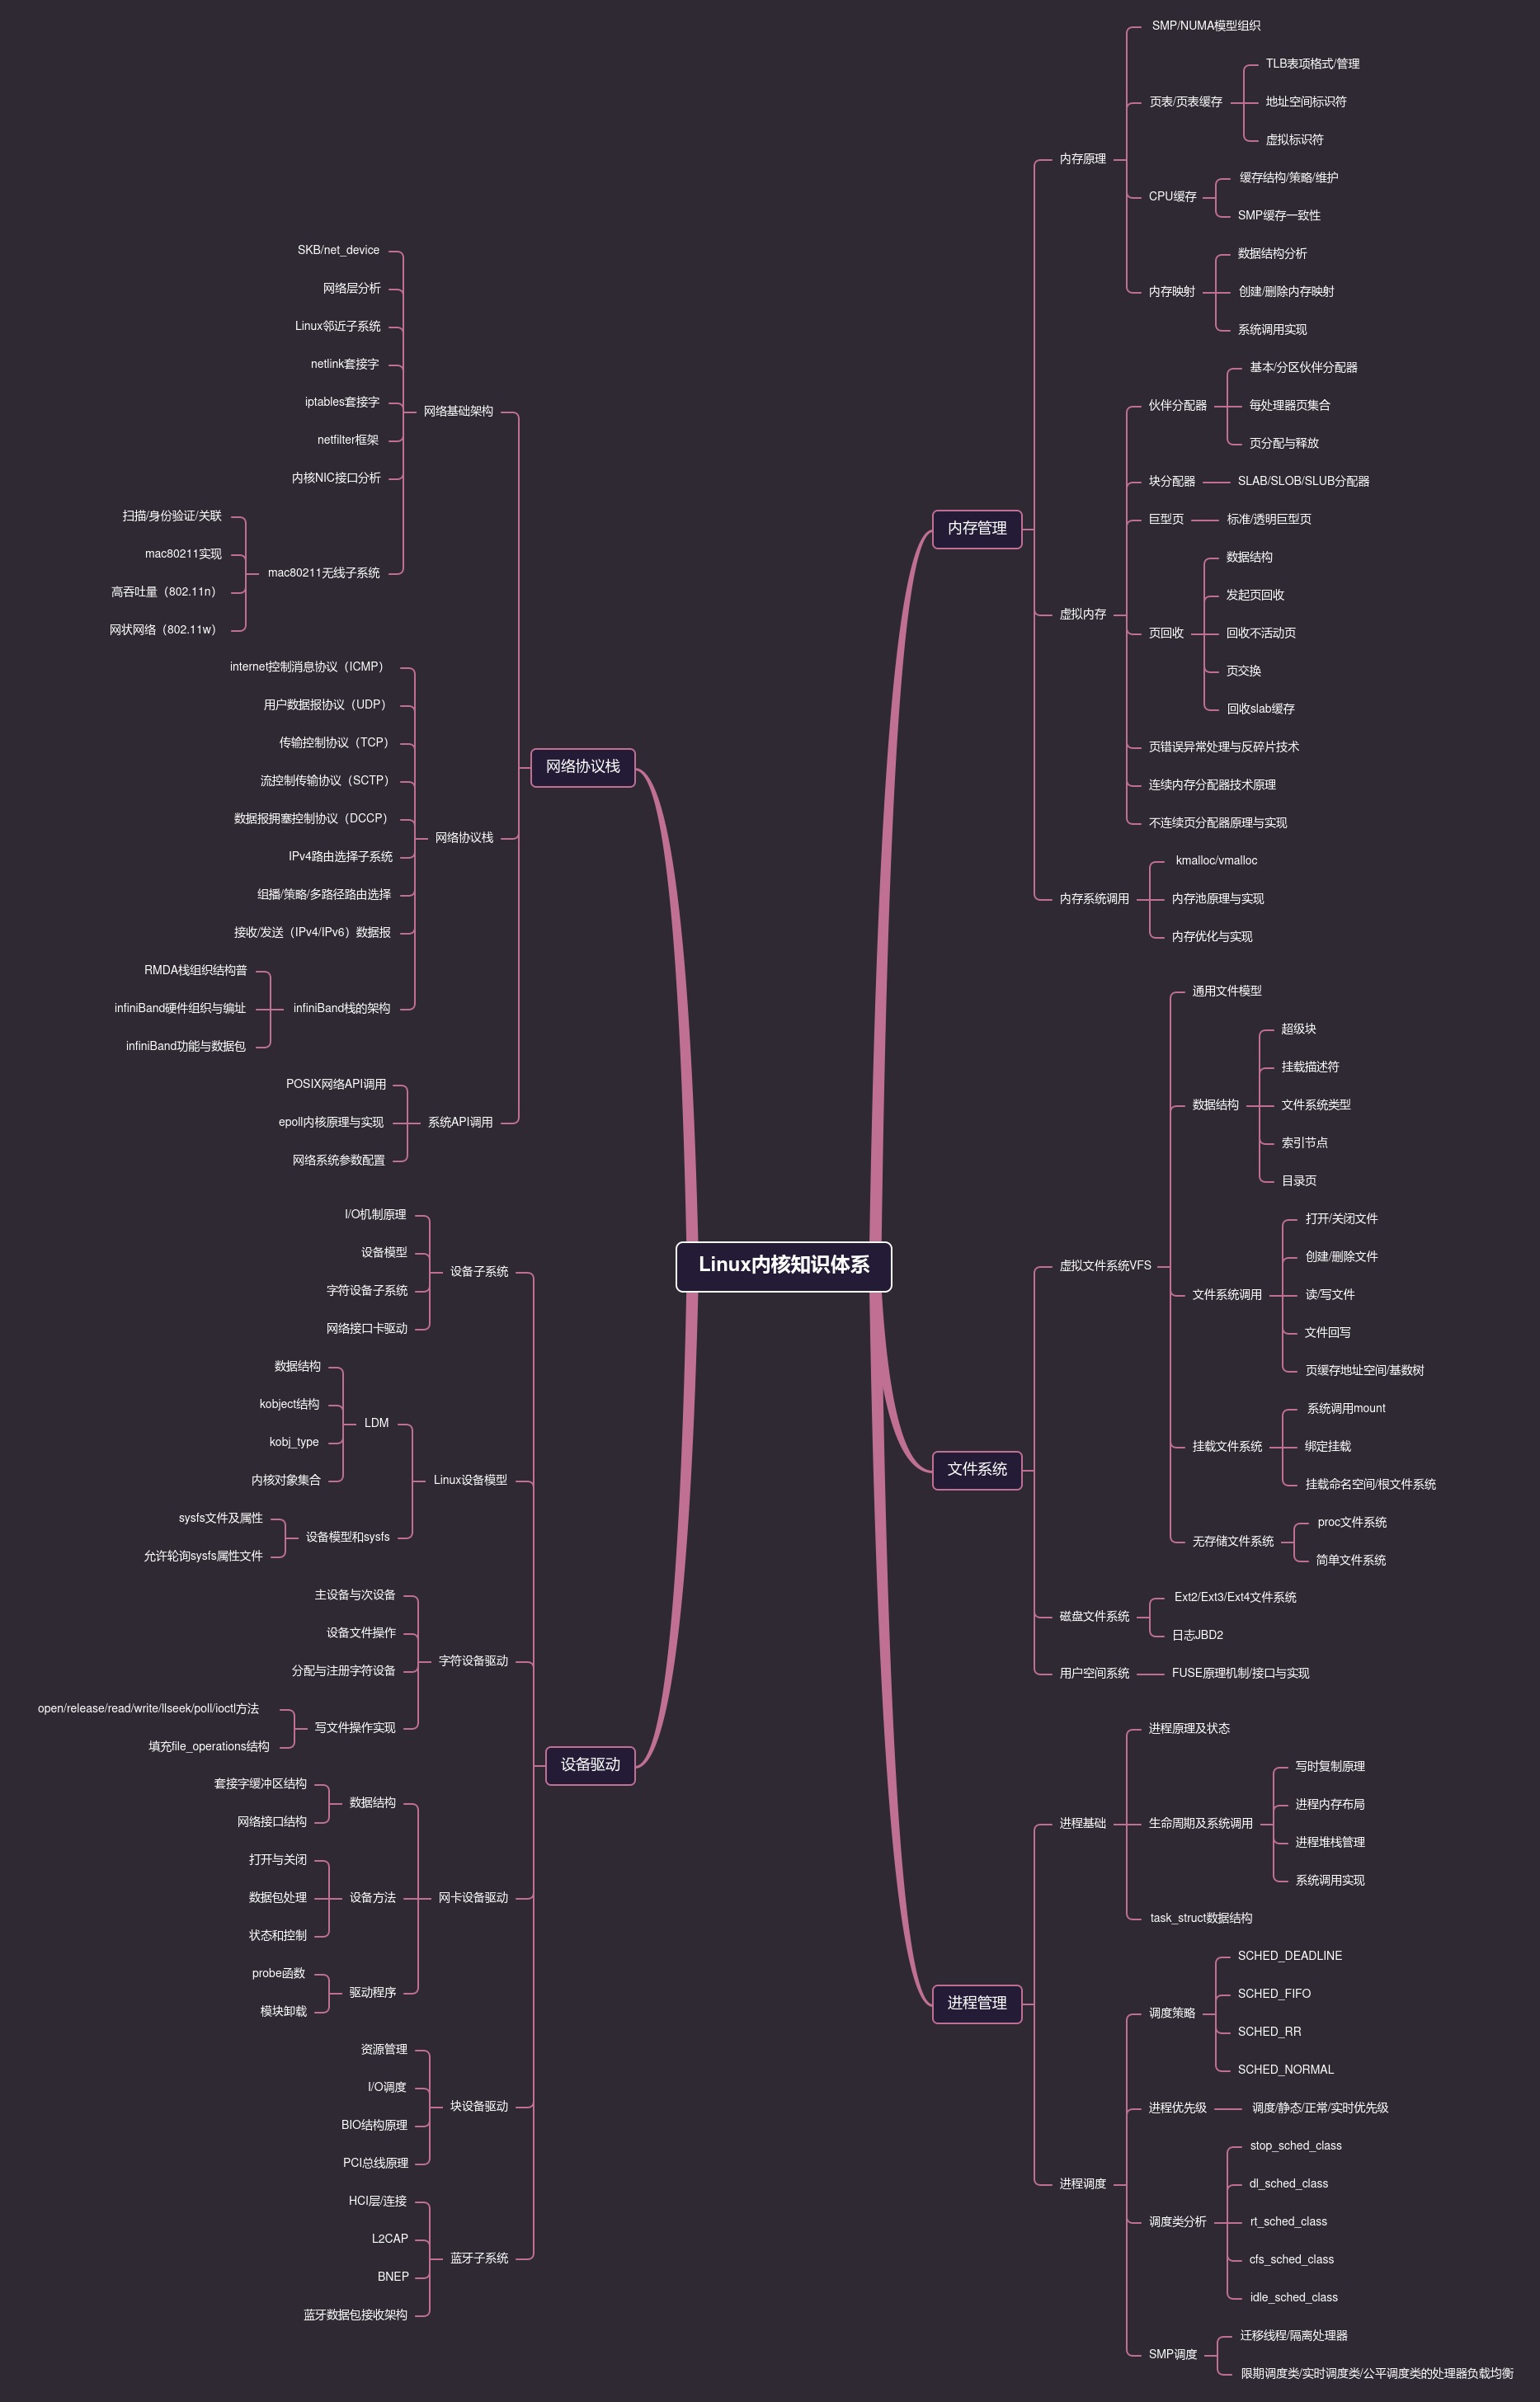 Linux内核知识体系
内存管理
内存原理
SMP/NUMA模型组织
页表/页表缓存
TLB表项格式/管理
地址空间标识符
虚拟标识符
CPU缓存
缓存结构/策略/维护
SMP缓存一致性
内存映射
数据结构分析
创建/删除内存映射
系统调用实现
虚拟内存
伙伴分配器
基本/分区伙伴分配器
每处理器页集合
页分配与释放
块分配器
SLAB/SLOB/SLUB分配器
巨型页
标准/透明巨型页
页回收
数据结构
发起页回收
回收不活动页
页交换
回收slab缓存
页错误异常处理与反碎片技术
连续内存分配器技术原理
不连续页分配器原理与实现
内存系统调用
kmalloc/vmalloc
内存池原理与实现
内存优化与实现
文件系统
虚拟文件系统VFS
通用文件模型
数据结构
超级块
挂载描述符
文件系统类型
索引节点
目录页
文件系统调用
打开/关闭文件
创建/删除文件
读/写文件
文件回写
页缓存地址空间/基数树
挂载文件系统
系统调用mount
绑定挂载
挂载命名空间/根文件系统
无存储文件系统
proc文件系统
简单文件系统
磁盘文件系统
Ext2/Ext3/Ext4文件系统
日志JBD2
用户空间系统
FUSE原理机制/接口与实现
进程管理
进程基础
进程原理及状态
生命周期及系统调用
写时复制原理
进程内存布局
进程堆栈管理
系统调用实现
task_struct数据结构
进程调度
调度策略
SCHED_DEADLINE
SCHED_FIFO
SCHED_RR
SCHED_NORMAL
进程优先级
调度/静态/正常/实时优先级
调度类分析
stop_sched_class
dl_sched_class
rt_sched_class
cfs_sched_class
idle_sched_class
SMP调度
迁移线程/隔离处理器
限期调度类/实时调度类/公平调度类的处理器负载均衡
网络协议栈
网络基础架构
SKB/net_device
网络层分析
Linux邻近子系统
netlink套接字
iptables套接字
netfilter框架
内核NIC接口分析
mac80211无线子系统
扫描/身份验证/关联
mac80211实现
高吞吐量（802.11n）
网状网络（802.11w）
网络协议栈
internet控制消息协议（ICMP）
用户数据报协议（UDP）
传输控制协议（TCP）
流控制传输协议（SCTP）
数据报拥塞控制协议（DCCP）
IPv4路由选择子系统
组播/策略/多路径路由选择
接收/发送（IPv4/IPv6）数据报
infiniBand栈的架构
RMDA栈组织结构普
infiniBand硬件组织与编址
infiniBand功能与数据包
系统API调用
POSIX网络API调用
epoll内核原理与实现
网络系统参数配置
设备驱动
设备子系统
I/O机制原理
设备模型
字符设备子系统
网络接口卡驱动
Linux设备模型
LDM
数据结构
kobject结构
kobj_type
内核对象集合
设备模型和sysfs
sysfs文件及属性
允许轮询sysfs属性文件
字符设备驱动
主设备与次设备
设备文件操作
分配与注册字符设备
写文件操作实现
open/release/read/write/llseek/poll/ioctl方法
填充file_operations结构
网卡设备驱动
数据结构
套接字缓冲区结构
网络接口结构
设备方法
打开与关闭
数据包处理
状态和控制
驱动程序
probe函数
模块卸载
块设备驱动
资源管理
I/O调度
BIO结构原理
PCI总线原理
蓝牙子系统
HCI层/连接
L2CAP
BNEP
蓝牙数据包接收架构